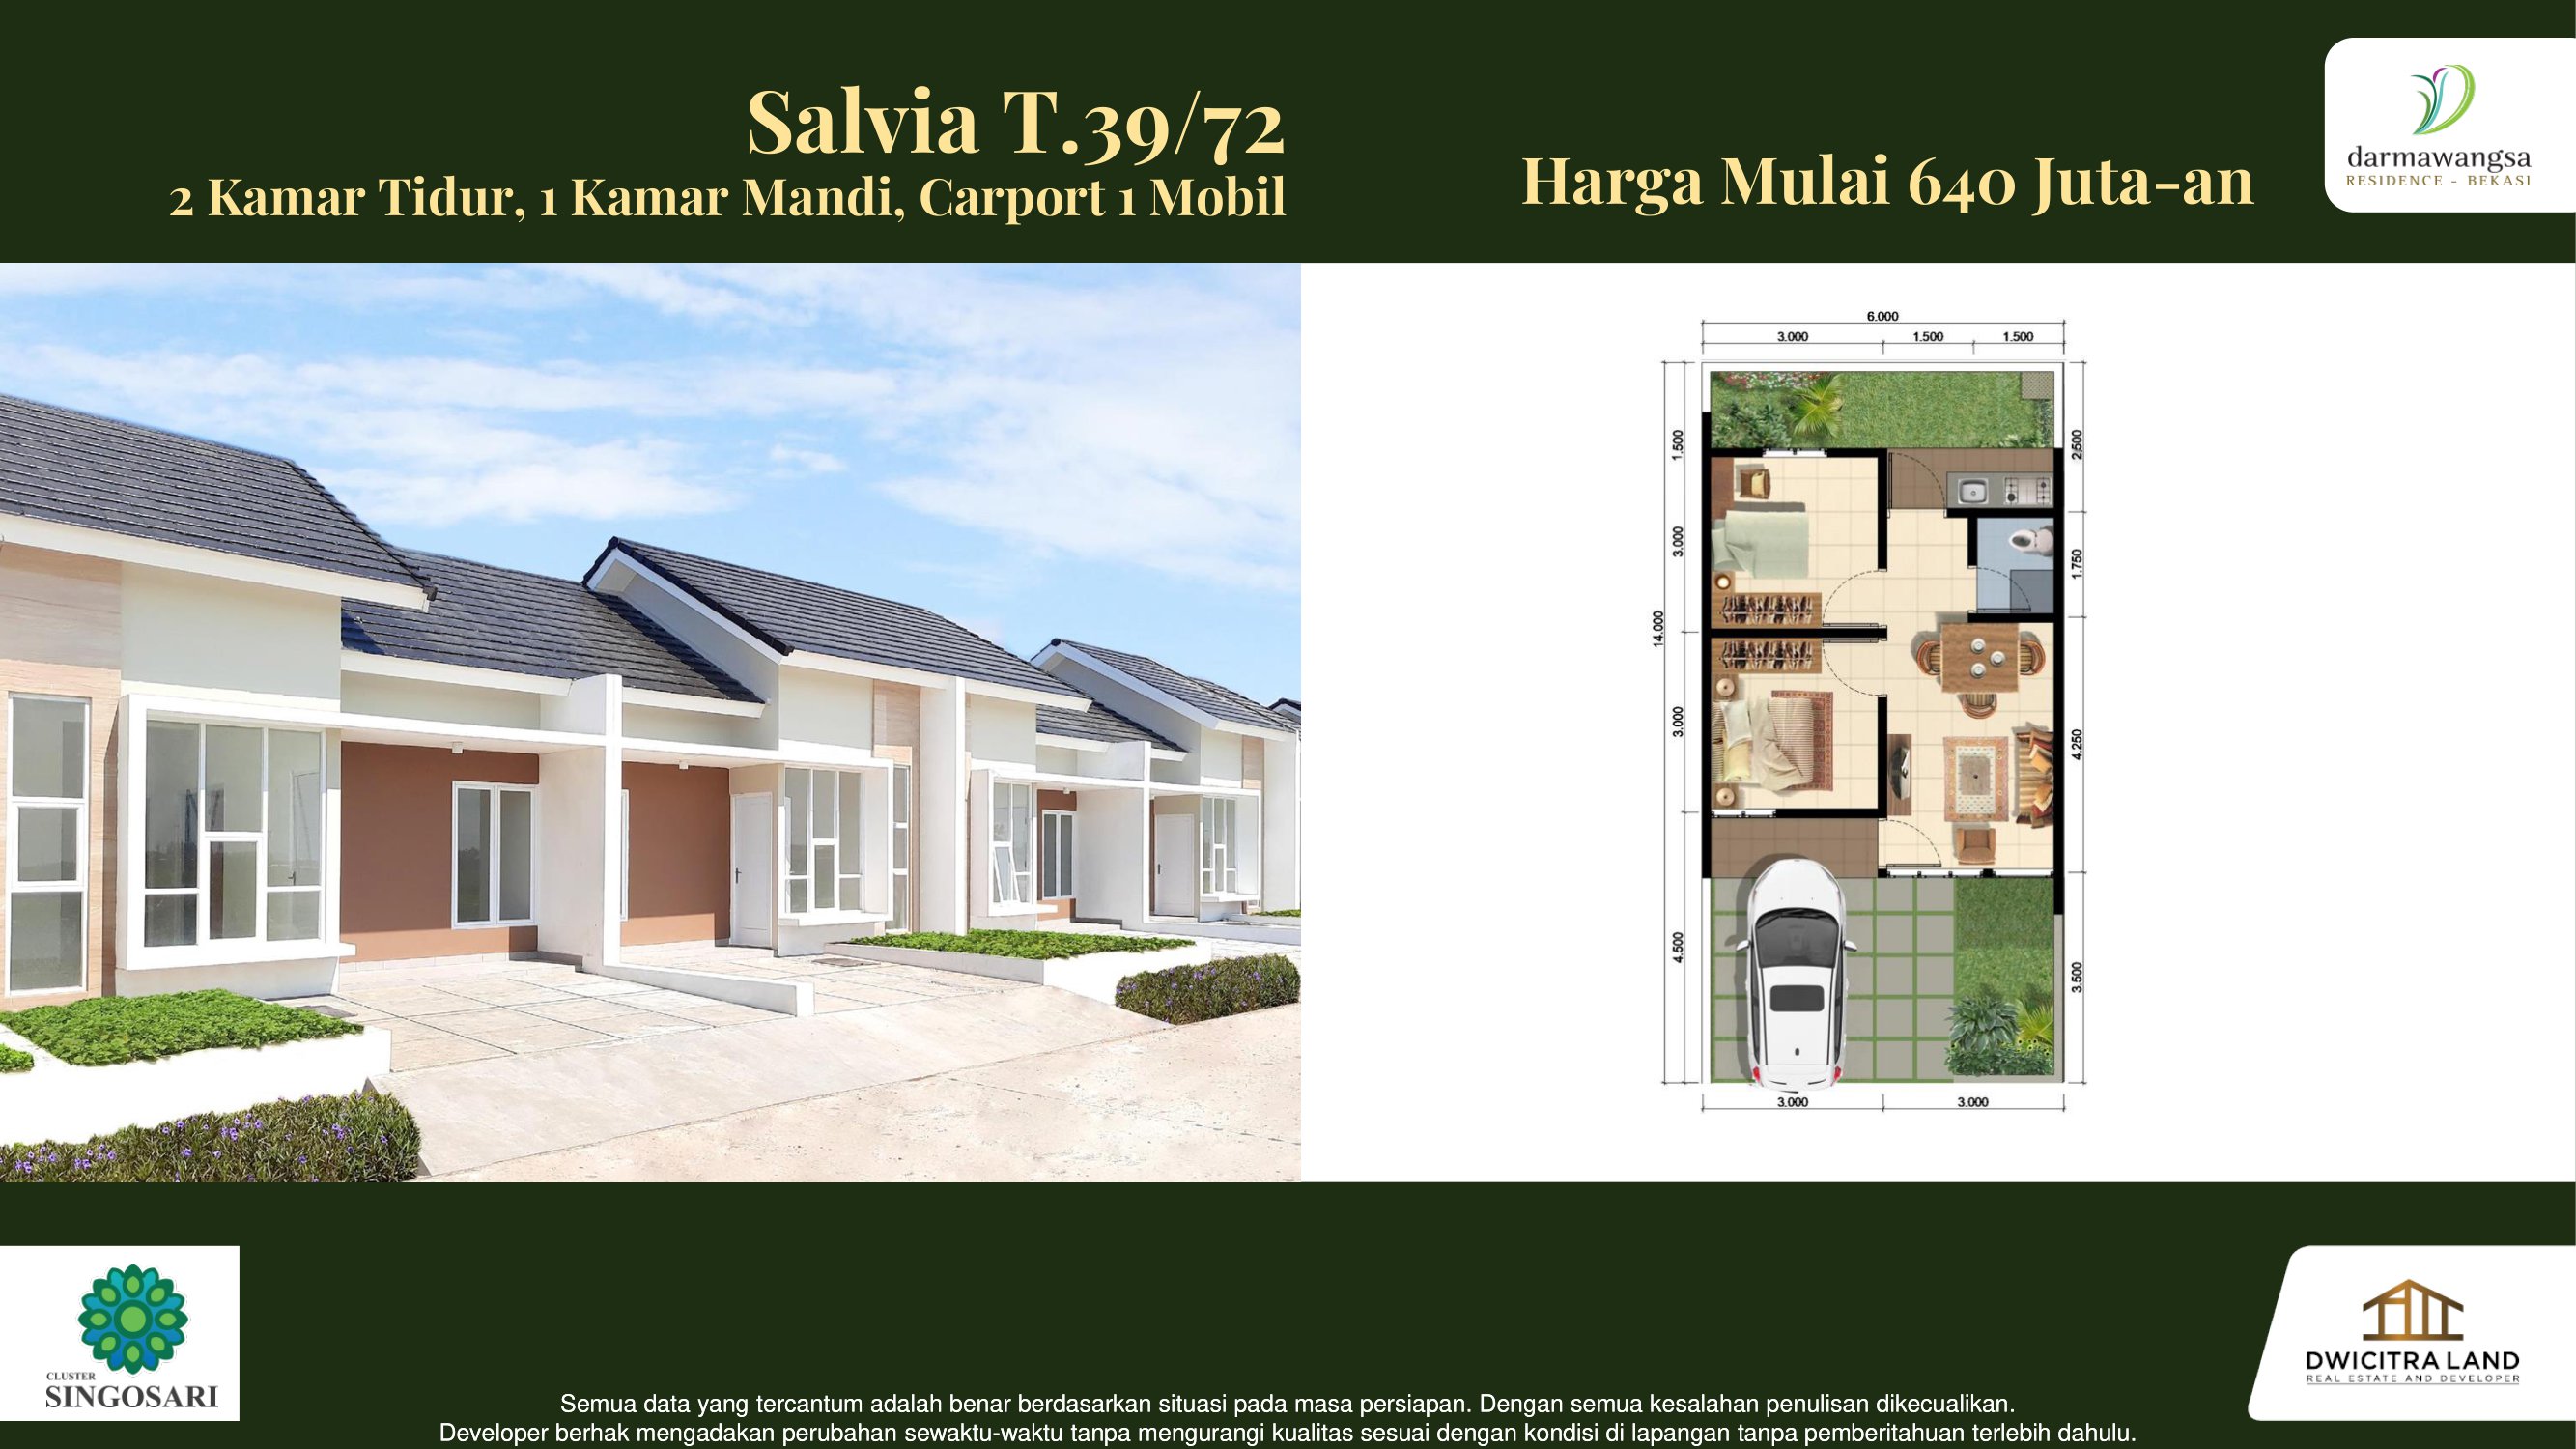 Salvia T.39/72
2 Kamar Tidur, 1 Kamar Mandi, Carport 1 Mobil
Harga Mulai 640 Juta-an
darmawangsa
RESIDENCE - BEKASI
6.000
3.000 1.500 1.500
1.500
3.000
14.000
3.000
4.500
2.500
1.750
4.250
3.500
3.000 3.000
CLUSTER
SINGOSARI
DWICITRA LAND
REAL ESTATE AND DEVELOPER
Semua data yang tercantum adalah benar berdasarkan situasi pada masa persiapan. Dengan semua kesalahan penulisan dikecualikan.
Developer berhak mengadakan perubahan sewaktu-waktu tanpa mengurangi kualitas sesuai dengan kondisi di lapangan tanpa pemberitahuan terlebih dahulu.